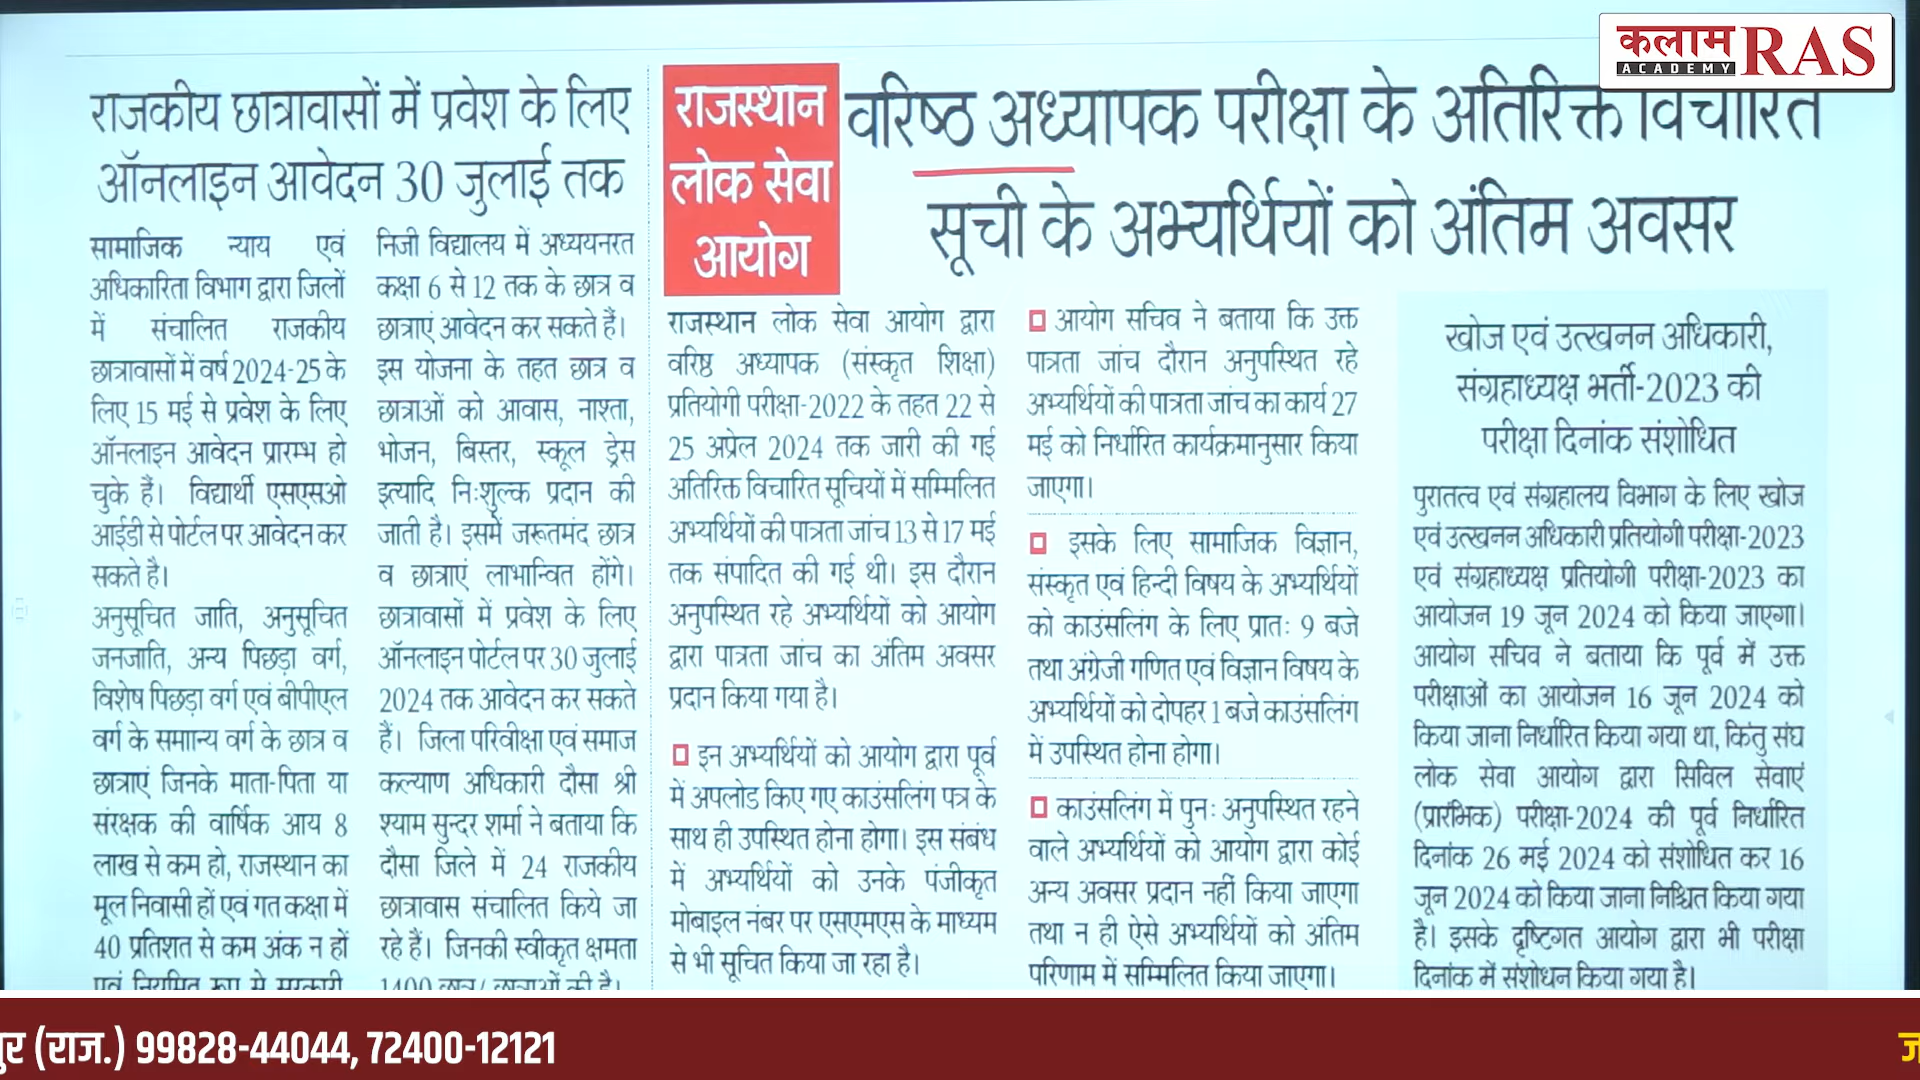 कलाम
ACADEMY
RAS
राजकीय छात्रावासों में प्रवेश के लिए
ऑनलाइन आवेदन 30 जुलाई तक
सामाजिक न्याय एवं
अधिकारिता विभाग द्वारा जिलों
में संचालित राजकीय
छात्रावासों में वर्ष 2024-25 के
लिए 15 मई से प्रवेश के लिए
ऑनलाइन आवेदन प्रारम्भ हो
चुके हैं। विद्यार्थी एसएसओ
आईडी से पोर्टल पर आवेदन कर
सकते है।
अनुसूचित जाति, अनुसूचित
जनजाति, अन्य पिछड़ा वर्ग,
विशेष पिछड़ा वर्ग एवं बीपीएल
वर्ग के समाान्य वर्ग के छात्र व
छात्राएं जिनके माता-पिता या
संरक्षक की वार्षिक आय 8
लाख से कम हो, राजस्थान का
मूल निवासी हों एवं गत कक्षा में
40 प्रतिशत से कम अंक न हों
एवं नियमित रूप से सरकारी
निजी विद्यालय में अध्ययनरत
कक्षा 6 से 12 तक के छात्र व
छात्राएं आवेदन कर सकते हैं।
इस योजना के तहत छात्र व
छात्राओं को आवास, नाश्ता,
भोजन, बिस्तर, स्कूल ड्रेस
इत्यादि निःशुल्क प्रदान की
जाती है। इसमें जरूतमंद छात्र
व छात्राएं लाभान्वित होंगे।
छात्रावासों में प्रवेश के लिए
ऑनलाइन पोर्टल पर 30 जुलाई
2024 तक आवेदन कर सकते
हैं। जिला परिवीक्षा एवं समाज
कल्याण अधिकारी दौसा श्री
श्याम सुन्दर शर्मा ने बताया कि
दौसा जिले में 24 राजकीय
छात्रावास संचालित किये जा
रहे हैं। जिनकी स्वीकृत क्षमता
1400 छात्र/ छात्राओं की है।
राजस्थान
लोक सेवा
आयोग
वरिष्ठ अध्यापक परीक्षा के अतिरिक्त विचारित
सूची के अभ्यर्थियों को अंतिम अवसर
राजस्थान लोक सेवा आयोग द्वारा
वरिष्ठ अध्यापक (संस्कृत शिक्षा)
प्रतियोगी परीक्षा-2022 के तहत 22 से
25 अप्रेल 2024 तक जारी की गई
अतिरिक्त विचारित सूचियों में सम्मिलित
अभ्यर्थियों की पात्रता जांच 13 से 17 मई
तक संपादित की गई थी। इस दौरान
अनुपस्थित रहे अभ्यर्थियों को आयोग
द्वारा पात्रता जांच का अंतिम अवसर
प्रदान किया गया है।
इन अभ्यर्थियों को आयोग द्वारा पूर्व
में अपलोड किए गए काउंसलिंग पत्र के
साथ ही उपस्थित होना होगा। इस संबंध
में अभ्यर्थियों को उनके पंजीकृत
मोबाइल नंबर पर एसएमएस के माध्यम
से भी सूचित किया जा रहा है।
आयोग सचिव ने बताया कि उक्त
पात्रता जांच दौरान अनुपस्थित रहे
अभ्यर्थियों की पात्रता जांच का कार्य 27
मई को निर्धारित कार्यक्रमानुसार किया
जाएगा।
इसके लिए सामाजिक विज्ञान,
संस्कृत एवं हिन्दी विषय के अभ्यर्थियों
को काउंसलिंग के लिए प्रातः 9 बजे
तथा अंग्रेजी गणित एवं विज्ञान विषय के
अभ्यर्थियों को दोपहर 1 बजे काउंसलिंग
में उपस्थित होना होगा।
काउंसलिंग में पुनः अनुपस्थित रहने
वाले अभ्यर्थियों को आयोग द्वारा कोई
अन्य अवसर प्रदान नहीं किया जाएगा
तथा न ही ऐसे अभ्यर्थियों को अंतिम
परिणाम में सम्मिलित किया जाएगा।
खोज एवं उत्खनन अधिकारी,
संग्रहाध्यक्ष भर्ती-2023 की
परीक्षा दिनांक संशोधित
पुरातत्व एवं संग्रहालय विभाग के लिए खोज
एवं उत्खनन अधिकारी प्रतियोगी परीक्षा-2023
एवं संग्रहाध्यक्ष प्रतियोगी परीक्षा-2023 का
आयोजन 19 जून 2024 को किया जाएगा।
आयोग सचिव ने बताया कि पूर्व में उक्त
परीक्षाओं का आयोजन 16 जून 2024 को
किया जाना निर्धारित किया गया था, किंतु संघ
लोक सेवा आयोग द्वारा सिविल सेवाएं
(प्रारंभिक) परीक्षा-2024 की पूर्व निर्धारित
दिनांक 26 मई 2024 को संशोधित कर 16
जून 2024 को किया जाना निश्चित किया गया
है। इसके दृष्टिगत आयोग द्वारा भी परीक्षा
दिनांक में संशोधन किया गया है।
पुर (राज.) 99828-44044, 72400-12121